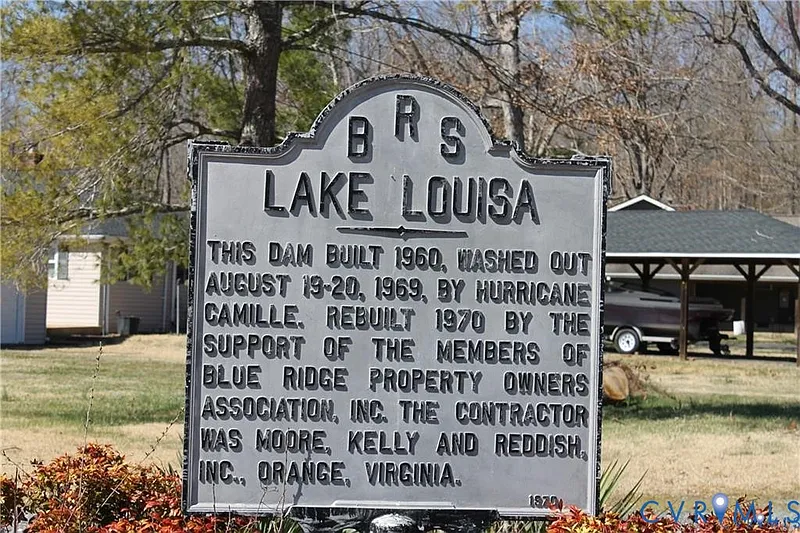 B R S
LAKE LOUISA
THIS DAM BUILT 1960, WASHED OUT
AUGUST 19-20, 1969, BY HURRICANE
CAMILLE. REBUILT 1970 BY THE
SUPPORT OF THE MEMBERS OF
BLUE RIDGE PROPERTY OWNERS
ASSOCIATION, INC. THE CONTRACTOR
WAS MOORE, KELLY AND REDDISH,
INC., ORANGE, VIRGINIA.
1970
CVR MLS